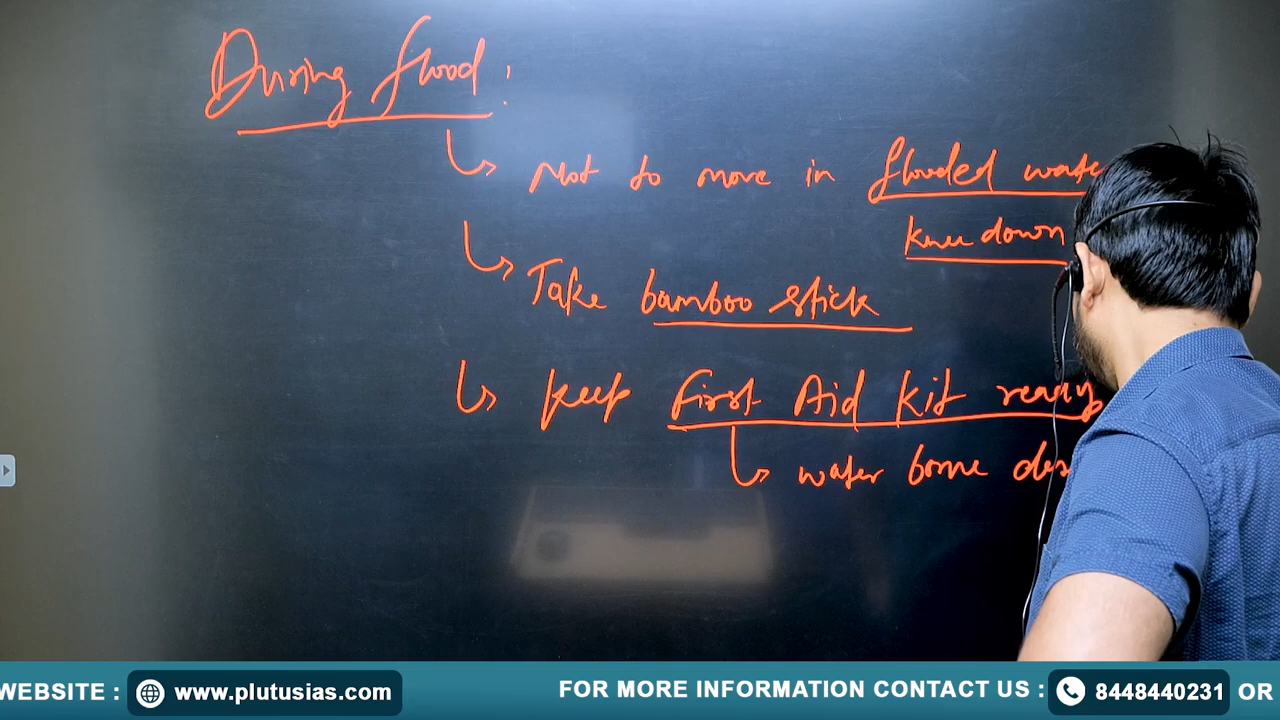 During flood :
Not to move in flooded wate
knee down
Take bamboo stick
keep First Aid kit ready
water borne des
WEBSITE : www.plutusias.com FOR MORE INFORMATION CONTACT US : 8448440231 OR